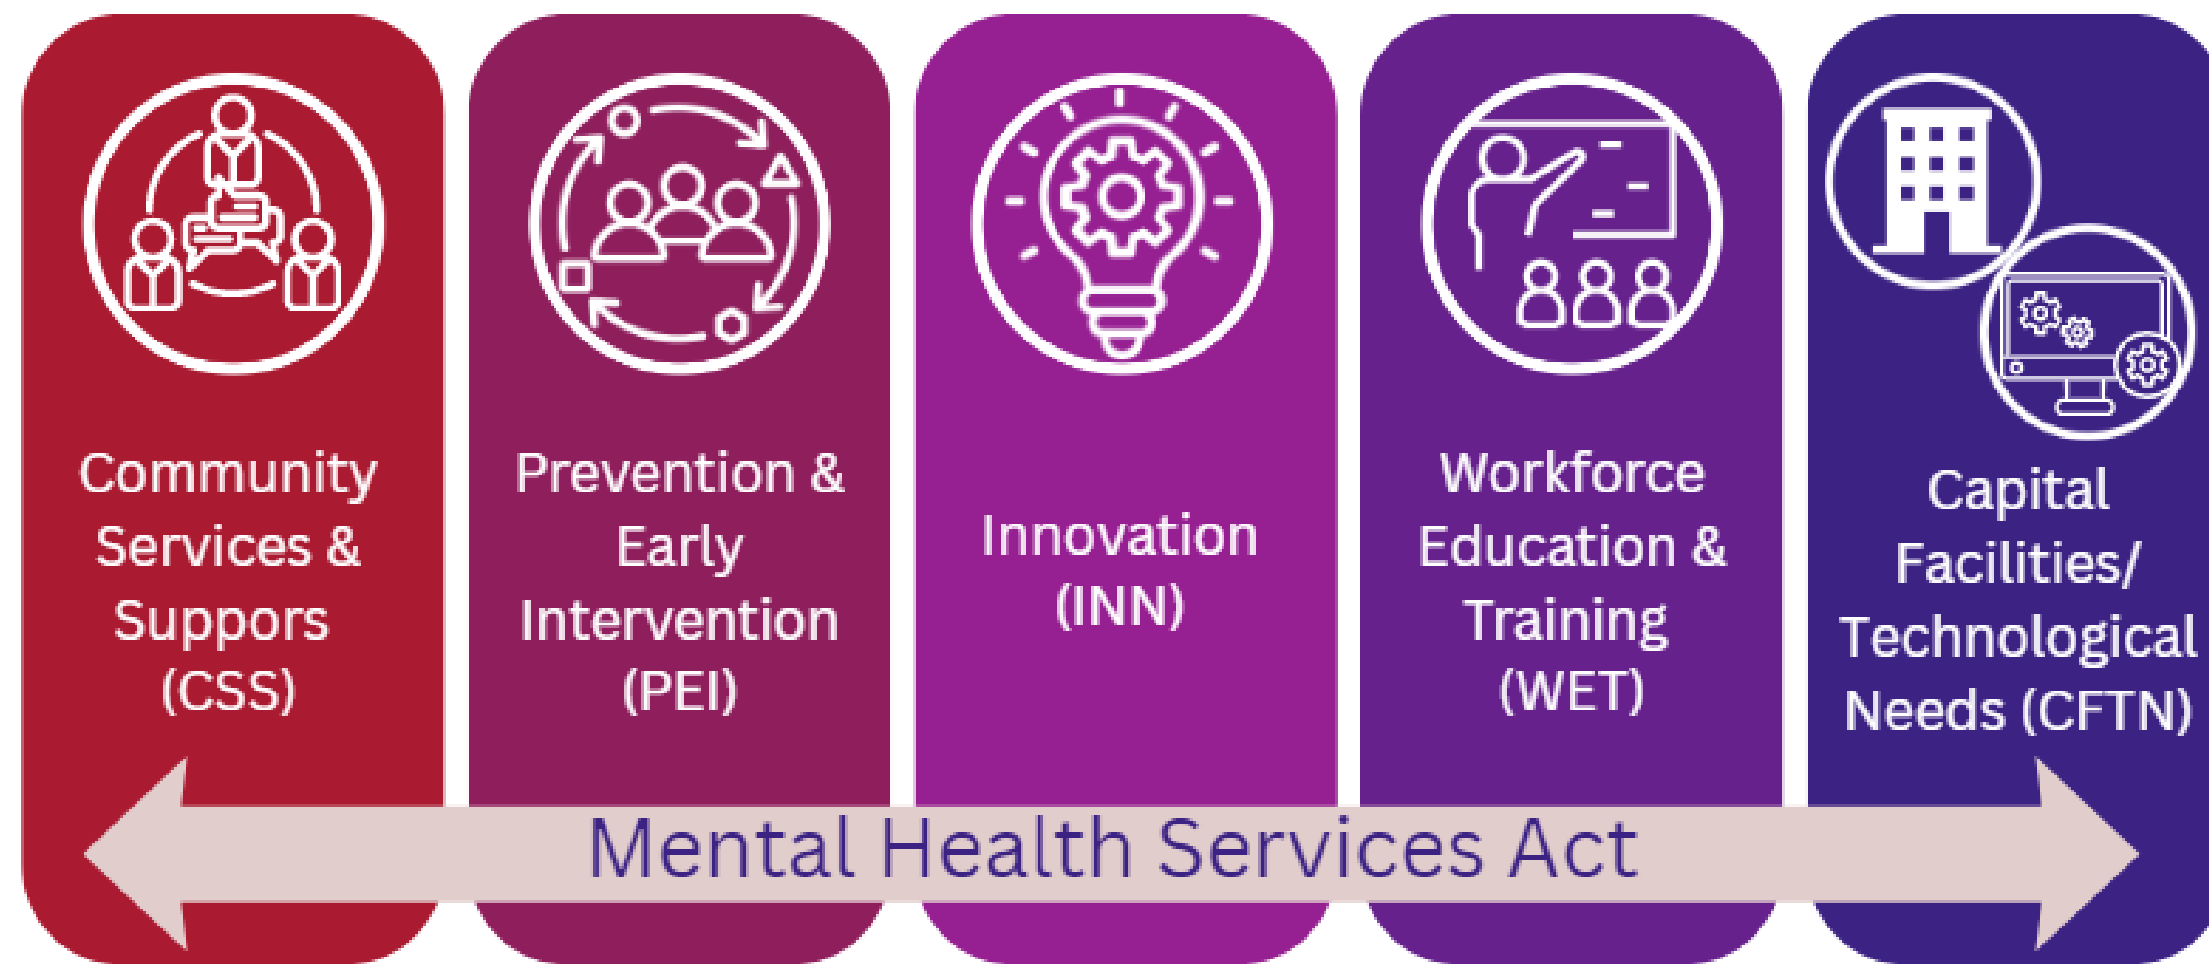 Community
Services &
Suppors
(CSS)
Prevention &
Early
Intervention
(PEI)
Innovation
(INN)
Workforce
Education &
Training
(WET)
Capital
Facilities/
Technological
Needs (CFTN)
Mental Health Services Act